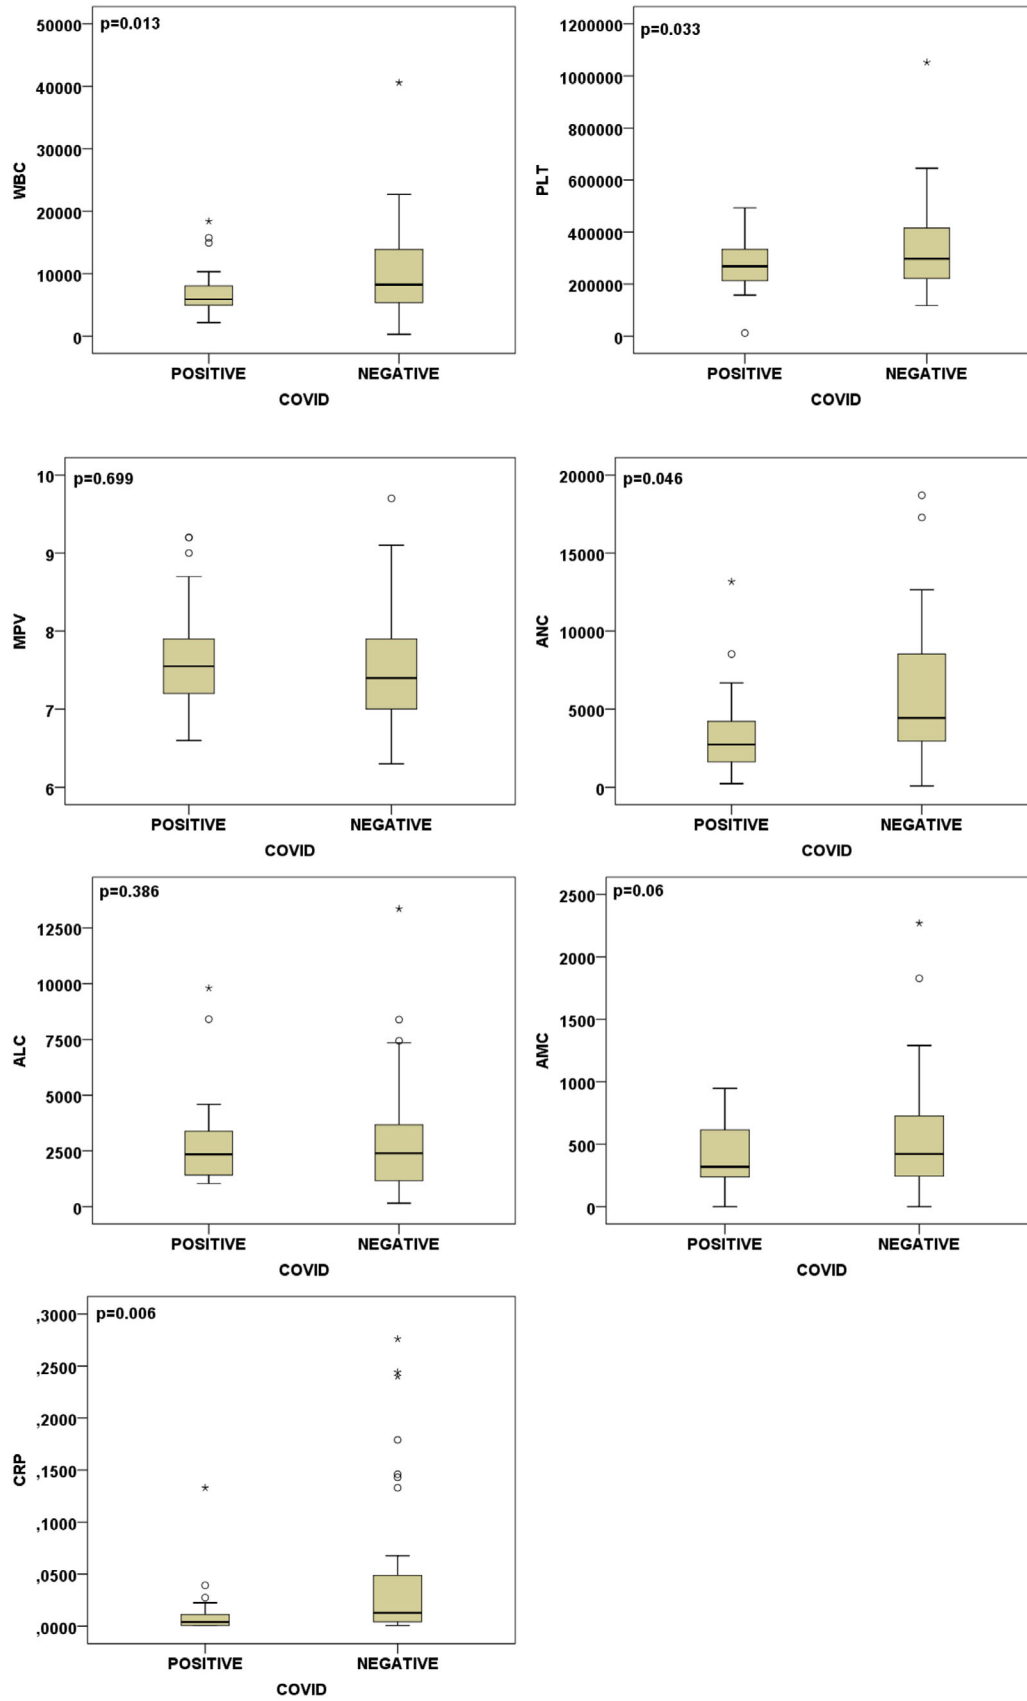 p=0.013
50000
40000
30000
20000
10000
0
WBC
POSITIVE NEGATIVE
COVID
p=0.033
1200000
1000000
800000
600000
400000
200000
0
PLT
POSITIVE NEGATIVE
COVID
p=0.699
10
9
8
7
6
MPV
POSITIVE NEGATIVE
COVID
p=0.046
20000
15000
10000
5000
0
ANC
POSITIVE NEGATIVE
COVID
p=0.386
12500
10000
7500
5000
2500
0
ALC
POSITIVE NEGATIVE
COVID
p=0.06
2500
2000
1500
1000
500
0
AMC
POSITIVE NEGATIVE
COVID
p=0.006
,3000
,2500
,2000
,1500
,1000
,0500
,0000
CRP
POSITIVE NEGATIVE
COVID